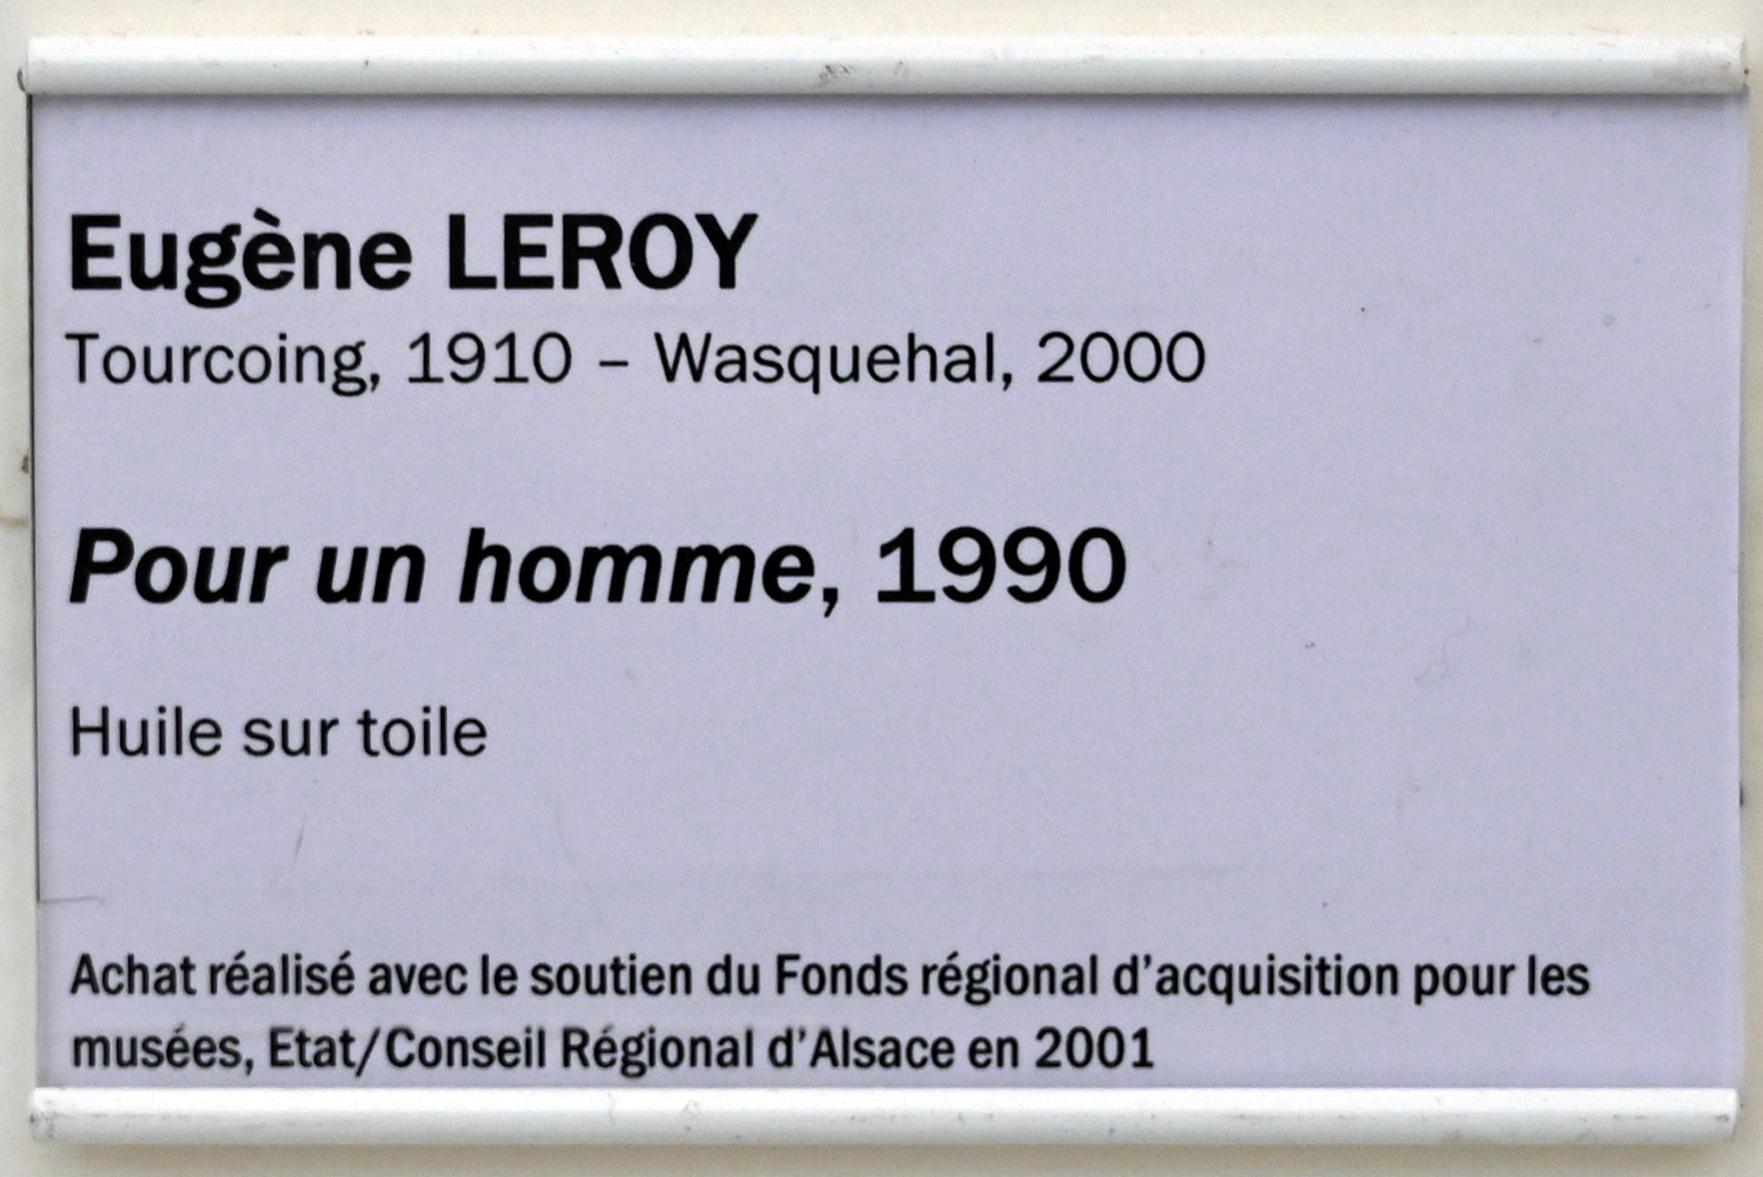 Eugène LEROY
Tourcoing, 1910 – Wasquehal, 2000
Pour un homme, 1990
Huile sur toile
Achat réalisé avec le soutien du Fonds régional d’acquisition pour les
musées, Etat/Conseil Régional d’Alsace en 2001